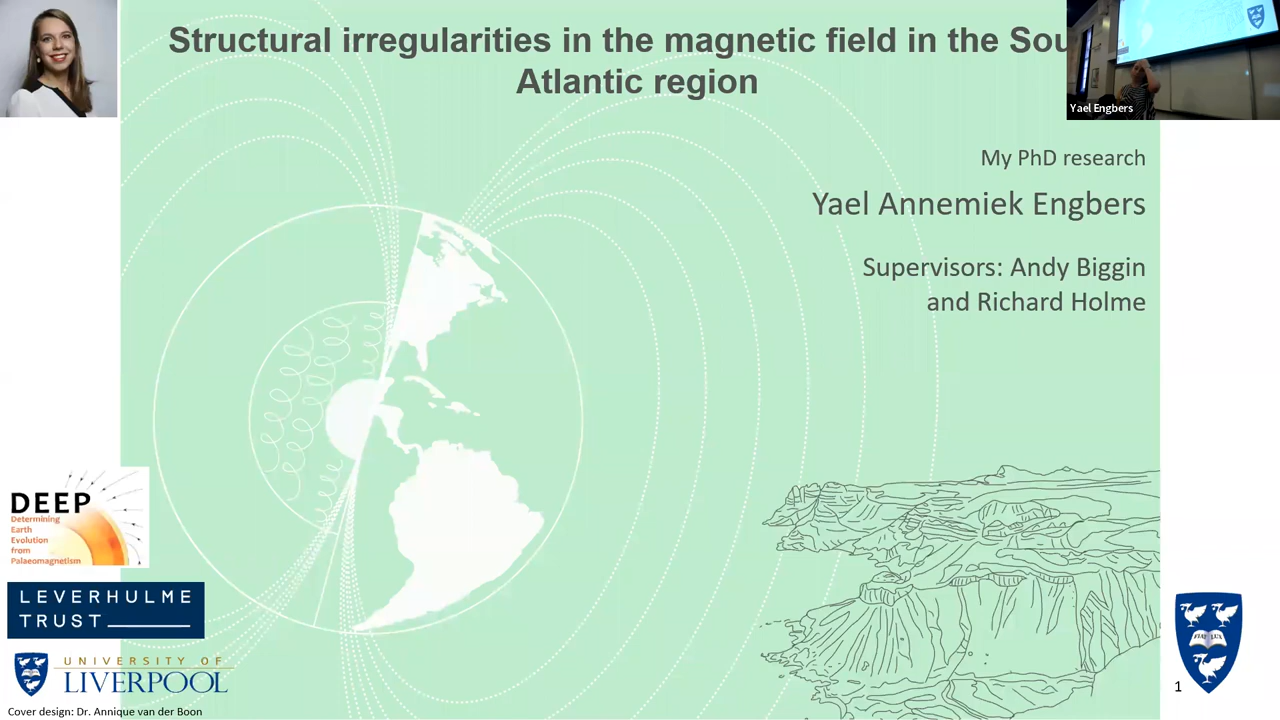 Structural irregularities in the magnetic field in the Sou
Atlantic region
Yael Engbers
My PhD research
Yael Annemiek Engbers
Supervisors: Andy Biggin
and Richard Holme
DEEP
Determining
Earth
Evolution
from
Palaeomagnetism
LEVERHULME
TRUST
UNIVERSITY OF
LIVERPOOL
Cover design: Dr. Annique van der Boon
1